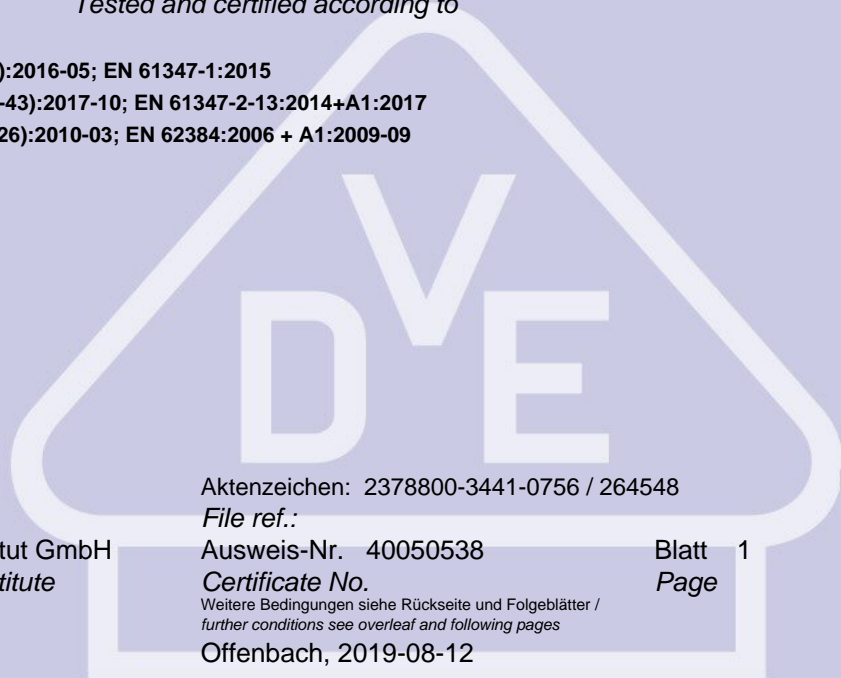 Tested and certified according to
):2016-05; EN 61347-1:2015
-43):2017-10; EN 61347-2-13:2014+A1:2017
26):2010-03; EN 62384:2006 + A1:2009-09
D V E
Aktenzeichen: 2378800-3441-0756 / 264548
File ref.:
tut GmbH Ausweis-Nr. 40050538 Blatt 1
titute Certificate No. Page
Weitere Bedingungen siehe Rückseite und Folgeblätter /
further conditions see overleaf and following pages
Offenbach, 2019-08-12